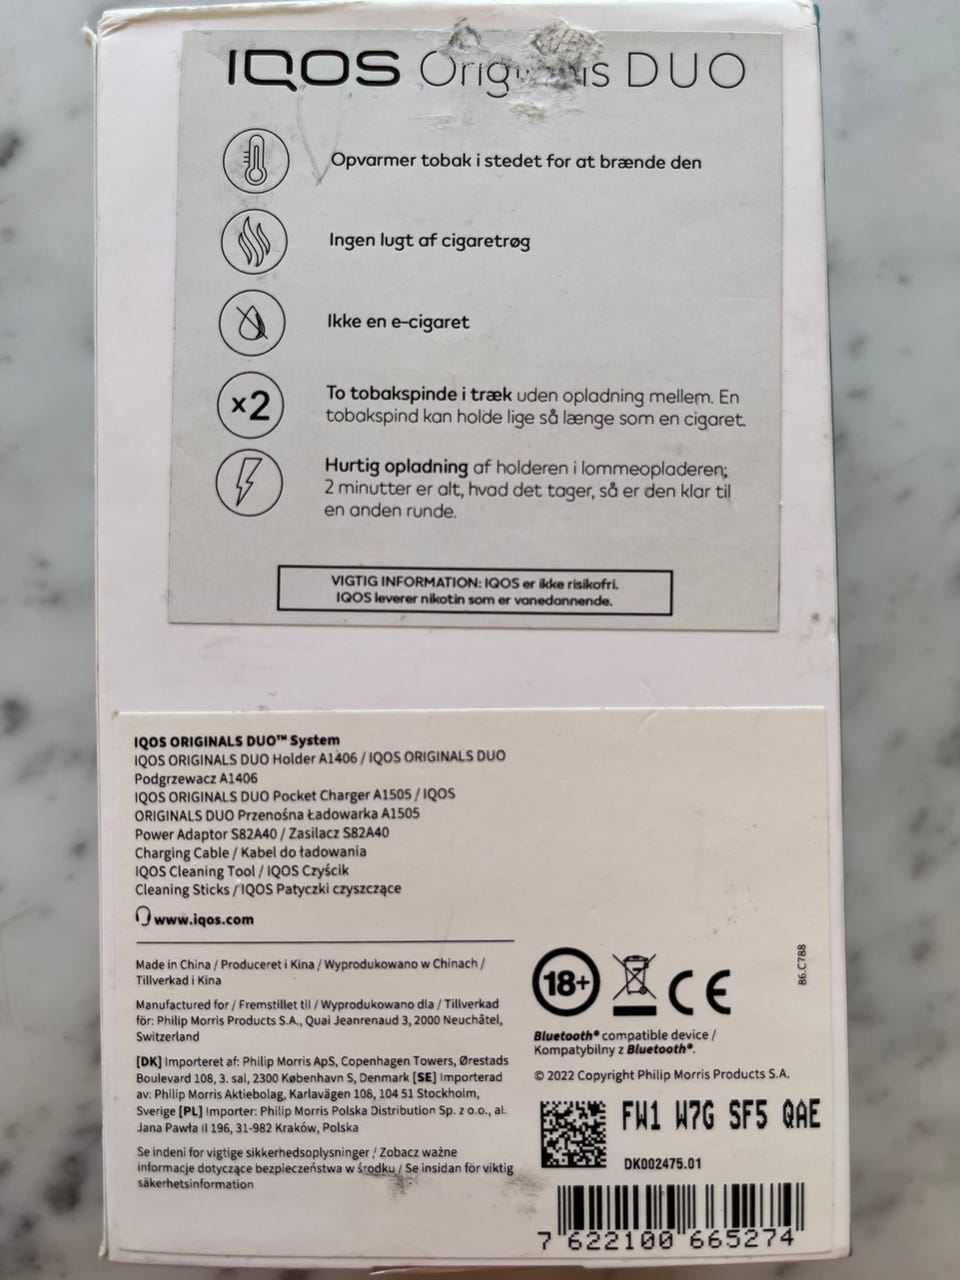 IQOS Originals DUO
Opvarmer tobak i stedet for at brænde den
Ingen lugt af cigaretrøg
Ikke en e-cigaret
x2
To tobakspinde i træk uden opladning mellem. En
tobakspind kan holde lige så længe som en cigaret.
Hurtig opladning af holderen i lommeopladeren;
2 minutter er alt, hvad det tager, så er den klar til
en anden runde.
VIGTIG INFORMATION: IQOS er ikke risikofri.
IQOS leverer nikotin som er vanedannende.
IQOS ORIGINALS DUO™ System
IQOS ORIGINALS DUO Holder A1406 / IQOS ORIGINALS DUO
Podgrzewacz A1406
IQOS ORIGINALS DUO Pocket Charger A1505 / IQOS
ORIGINALS DUO Przenośna Ładowarka A1505
Power Adaptor S82A40 / Zasilacz S82A40
Charging Cable / Kabel do ładowania
IQOS Cleaning Tool / IQOS Czyścik
Cleaning Sticks / IQOS Patyczki czyszczące
www.iqos.com
Made in China / Produceret i Kina / Wyprodukowano w Chinach /
Tillverkad i Kina
Manufactured for / Fremstillet til / Wyprodukowano dla / Tillverkad
för: Philip Morris Products S.A., Quai Jeanrenaud 3, 2000 Neuchâtel,
Switzerland
[DK] Importeret af: Philip Morris ApS, Copenhagen Towers, Ørestads
Boulevard 108, 3. sal, 2300 København S, Denmark [SE] Importerad
av: Philip Morris Aktiebolag, Karlavägen 108, 104 51 Stockholm,
Sverige [PL] Importer: Philip Morris Polska Distribution Sp. z o.o., al.
Jana Pawła II 196, 31-982 Kraków, Polska
Se indeni for vigtige sikkerhedsoplysninger / Zobacz ważne
informacje dotyczące bezpieczeństwa w środku / Se insidan för viktig
säkerhetsinformation
18+
CE
86.C788
Bluetooth® compatible device /
Kompatybilny z Bluetooth®.
© 2022 Copyright Philip Morris Products S.A.
FW1 W7G SF5 QAE
DK002475.01
7 622100 665274